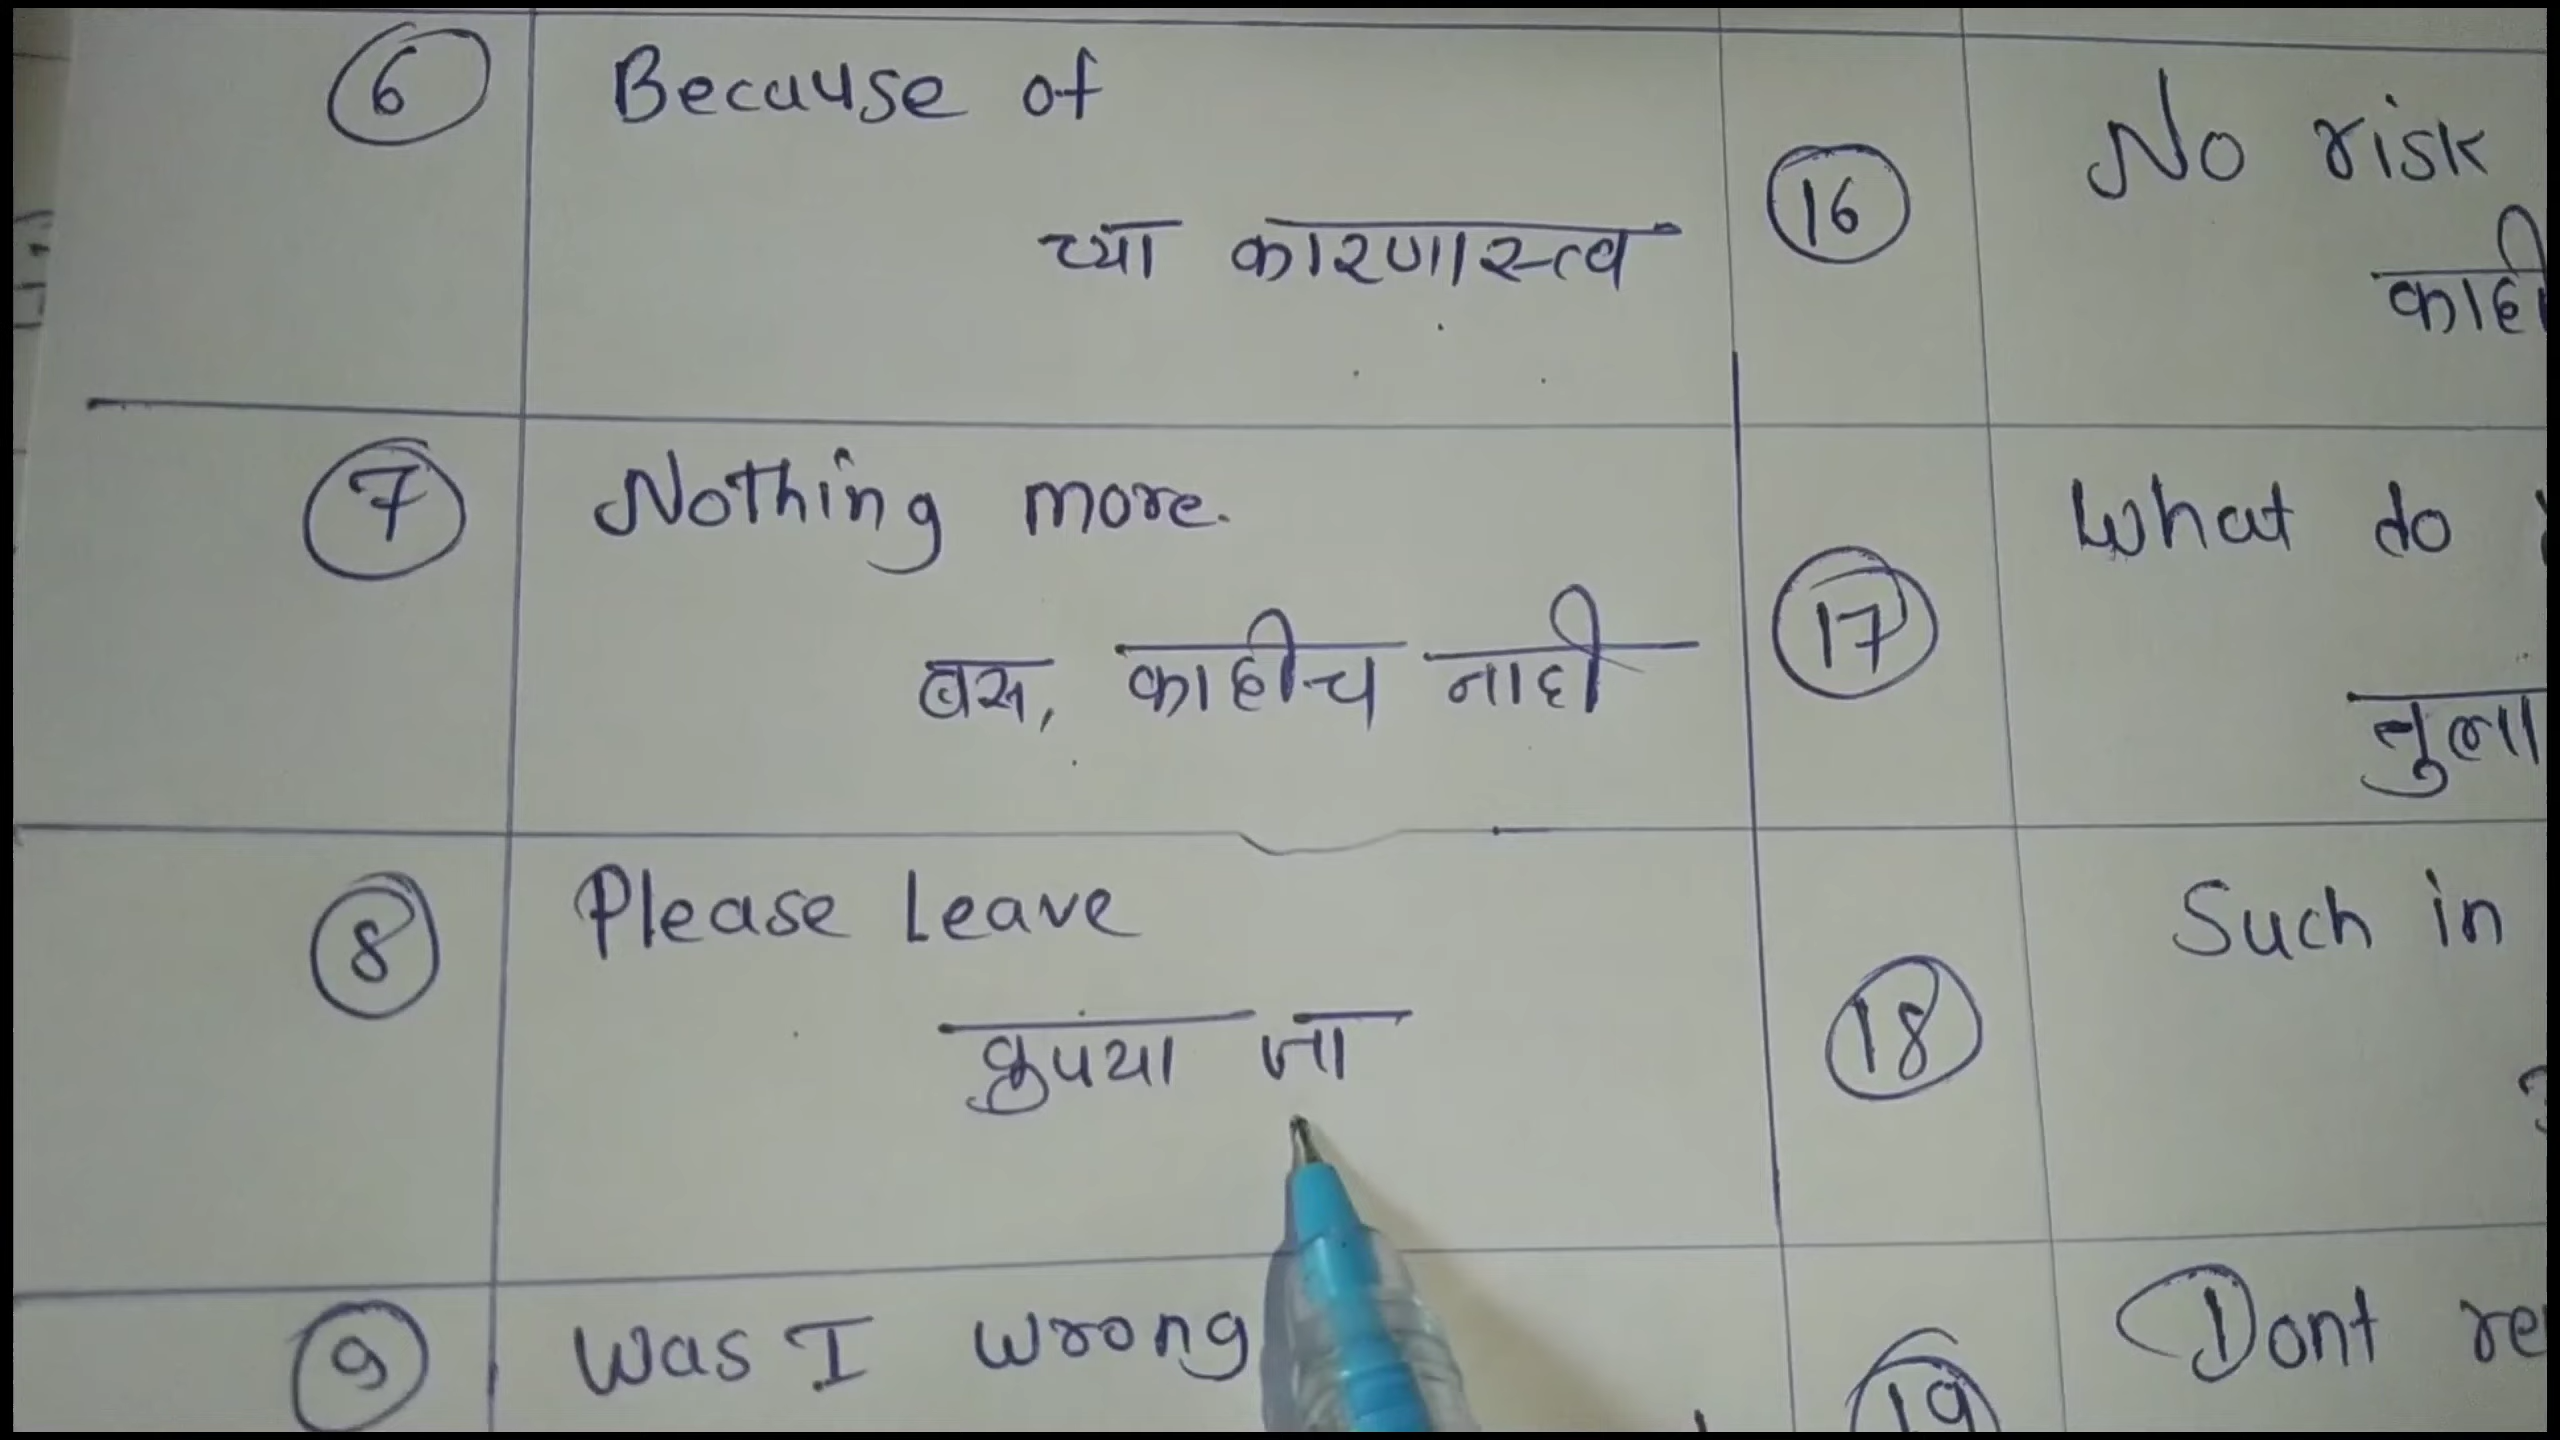 6 Because of
च्या कारणास्त्व
7 Nothing more.
बस, काहीच नाही
8 Please Leave
कृपया जा
9 Was I wrong
16 No risk
काही
17 What do
तुला
18 Such in
19 Dont re